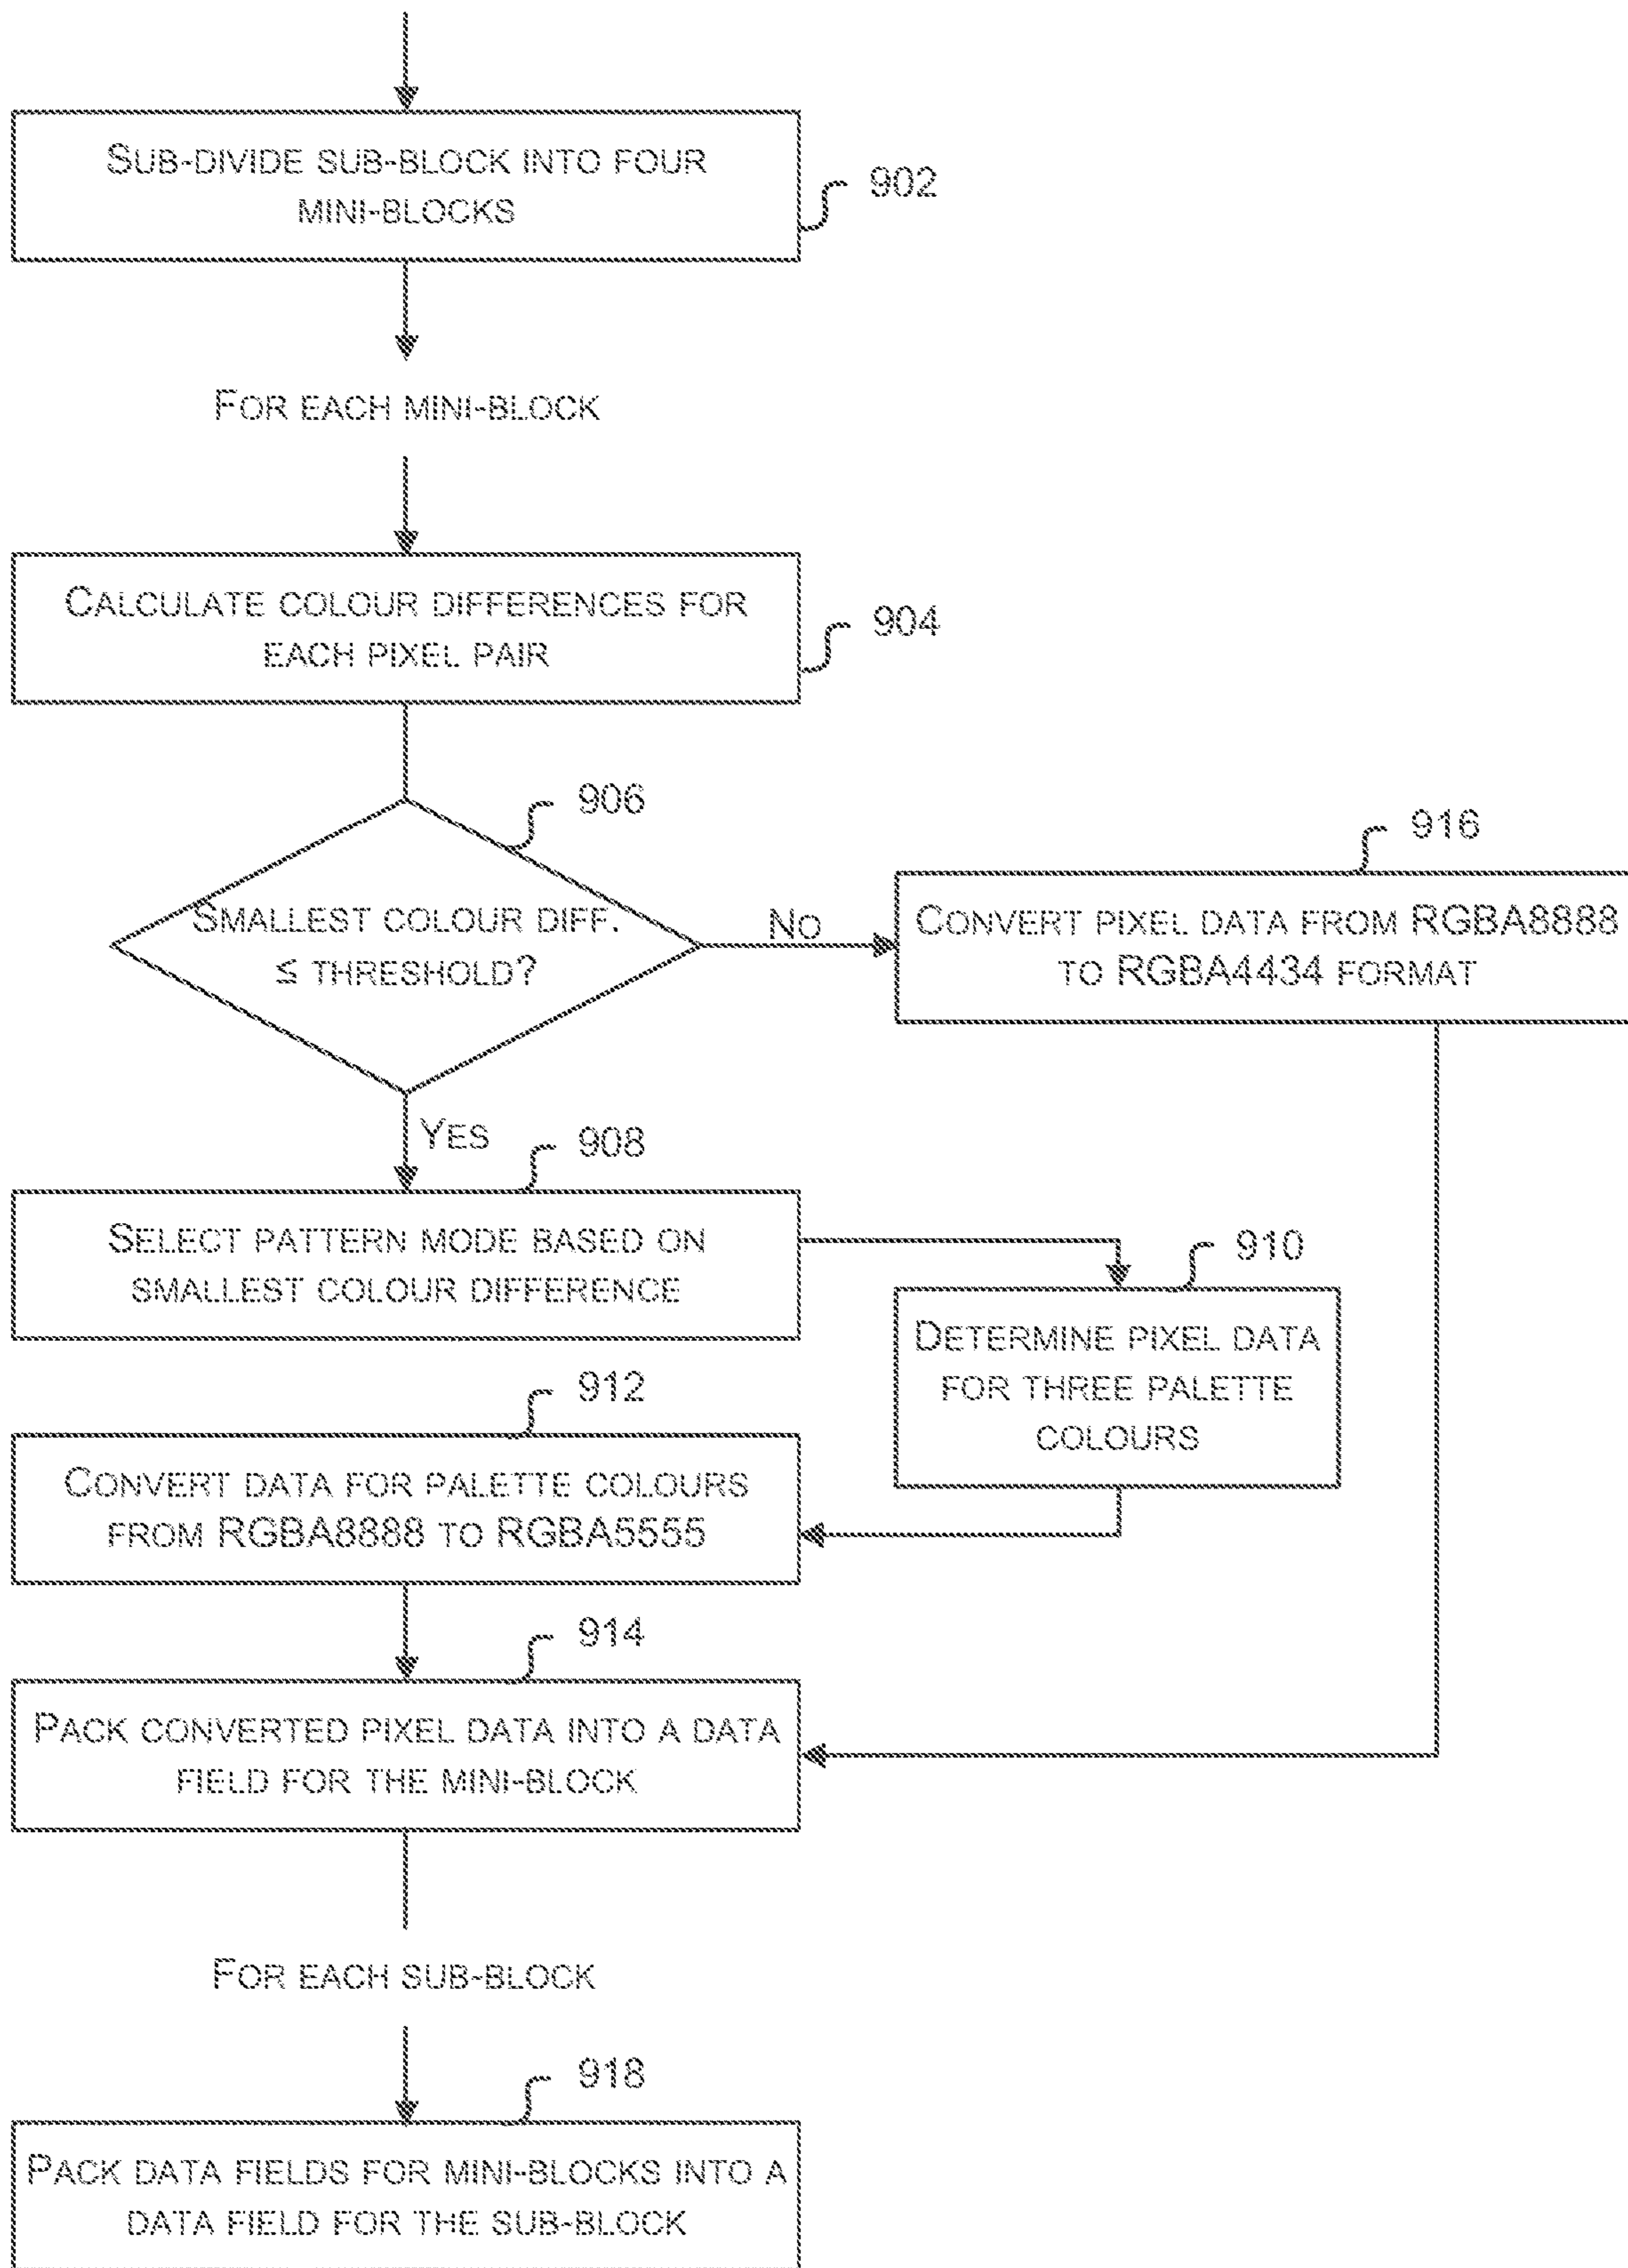 SUB-DIVIDE SUB-BLOCK INTO FOUR
MINI-BLOCKS
902
FOR EACH MINI-BLOCK
CALCULATE COLOUR DIFFERENCES FOR
EACH PIXEL PAIR
904
906
SMALLEST COLOUR DIFF.
≤ THRESHOLD?
NO
916
CONVERT PIXEL DATA FROM RGBA8888
TO RGBA4434 FORMAT
YES
908
SELECT PATTERN MODE BASED ON
SMALLEST COLOUR DIFFERENCE
910
DETERMINE PIXEL DATA
FOR THREE PALETTE
COLOURS
912
CONVERT DATA FOR PALETTE COLOURS
FROM RGBA8888 TO RGBA5555
914
PACK CONVERTED PIXEL DATA INTO A DATA
FIELD FOR THE MINI-BLOCK
FOR EACH SUB-BLOCK
918
PACK DATA FIELDS FOR MINI-BLOCKS INTO A
DATA FIELD FOR THE SUB-BLOCK